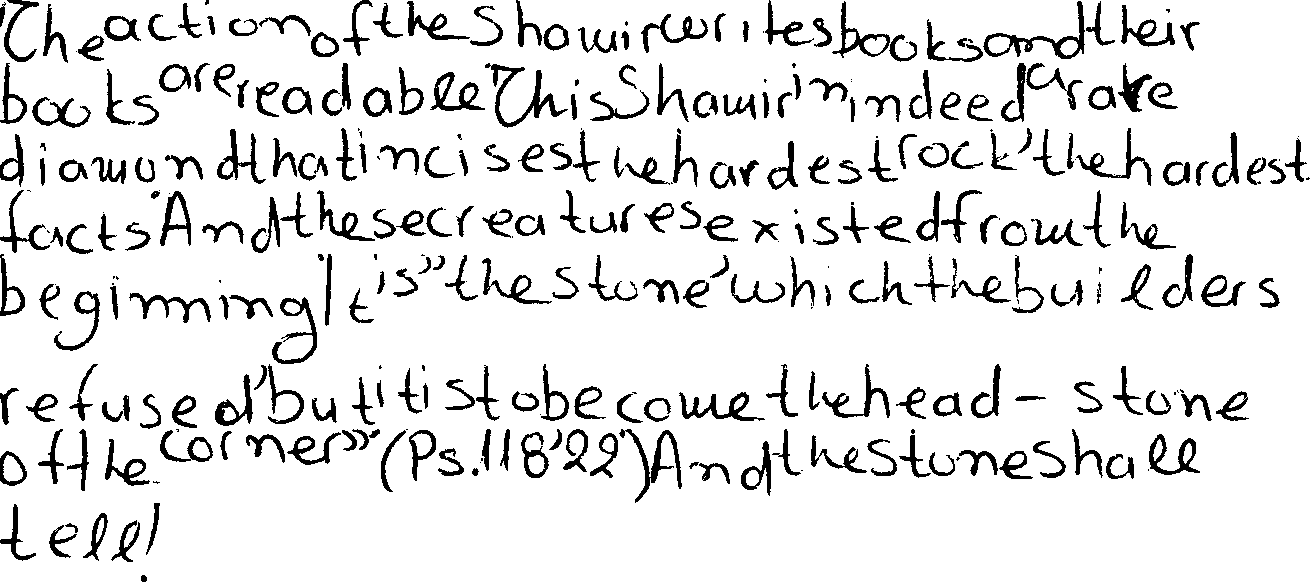 The action of the Shamir writes books and their
books are readable. This Shamir in indeed a rare
diamond that incises the hardest rock, the hardest
facts. And these creatures existed from the
beginning. It is "the stone which the builders
refused but it is to become the head-stone
of the corner" (Ps. 118,22) And the stone shall
tell!